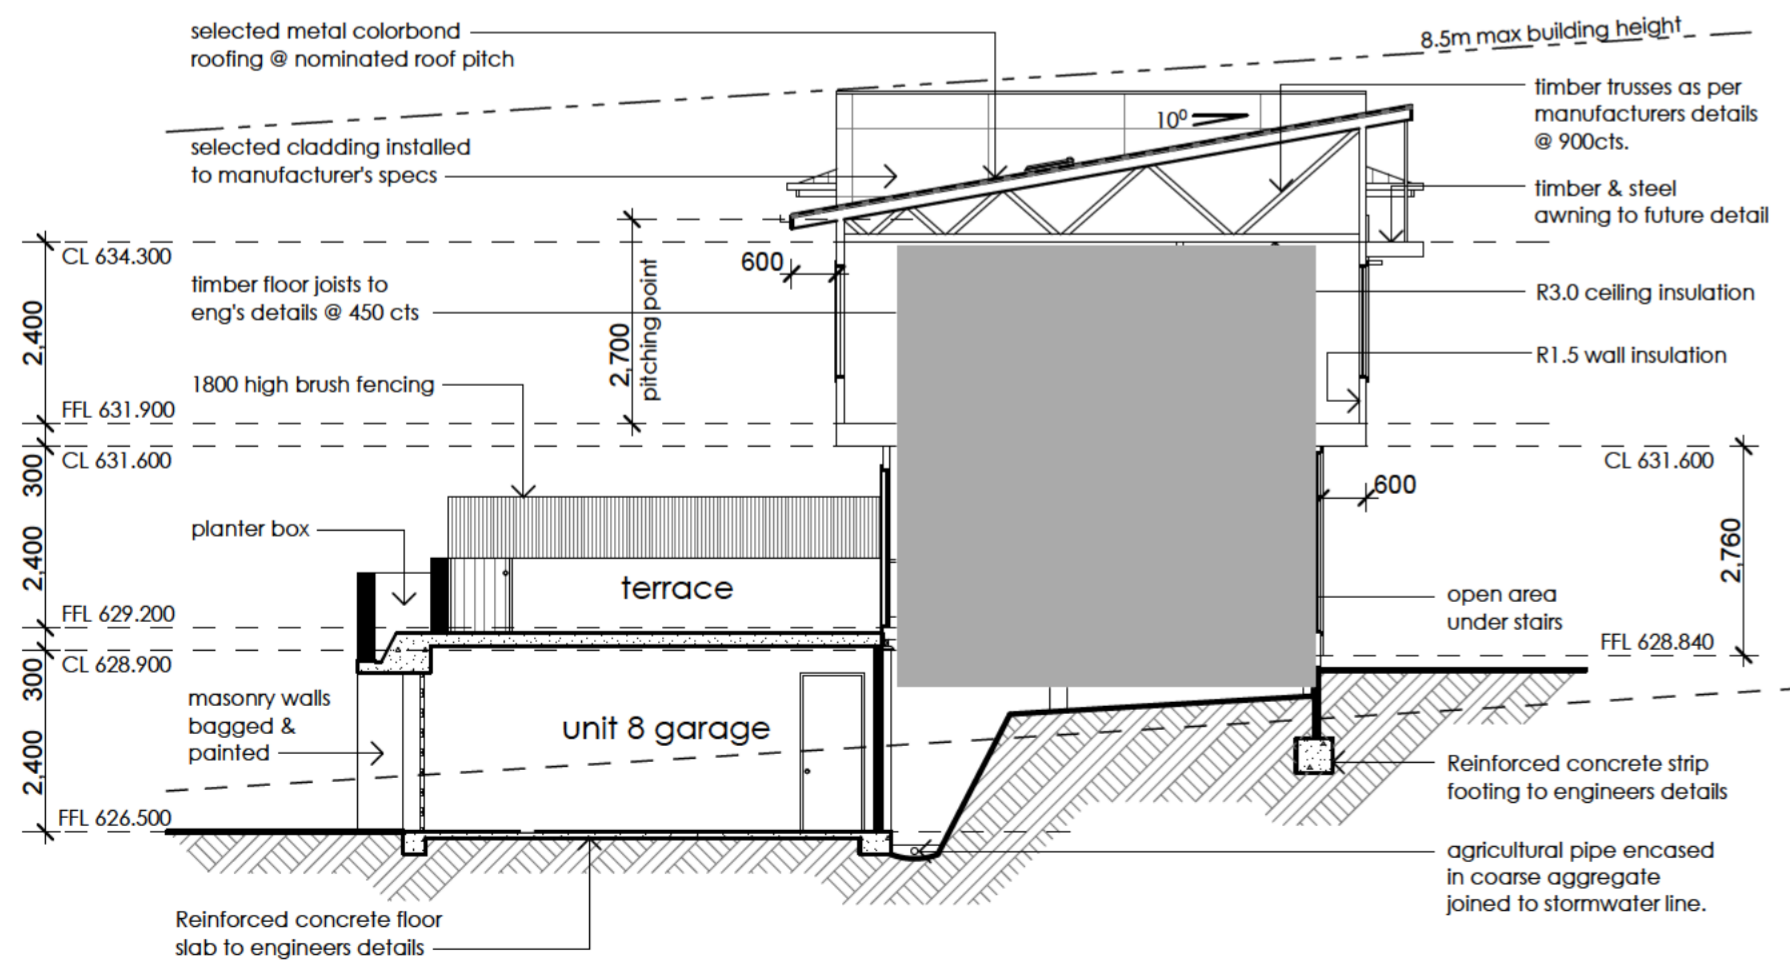 selected metal colorbond
roofing @ nominated roof pitch
8.5m max building height
timber trusses as per
manufacturers details
@ 900cts.
10⁰
selected cladding installed
to manufacturer's specs
timber & steel
awning to future detail
CL 634.300
600
timber floor joists to
eng's details @ 450 cts
R3.0 ceiling insulation
2,400
2,700
pitching point
R1.5 wall insulation
1800 high brush fencing
FFL 631.900
300
CL 631.600
CL 631.600
600
planter box
2,400
2,760
terrace
open area
under stairs
FFL 629.200
FFL 628.840
300
CL 628.900
masonry walls
bagged &
painted
unit 8 garage
2,400
Reinforced concrete strip
footing to engineers details
FFL 626.500
agricultural pipe encased
in coarse aggregate
joined to stormwater line.
Reinforced concrete floor
slab to engineers details